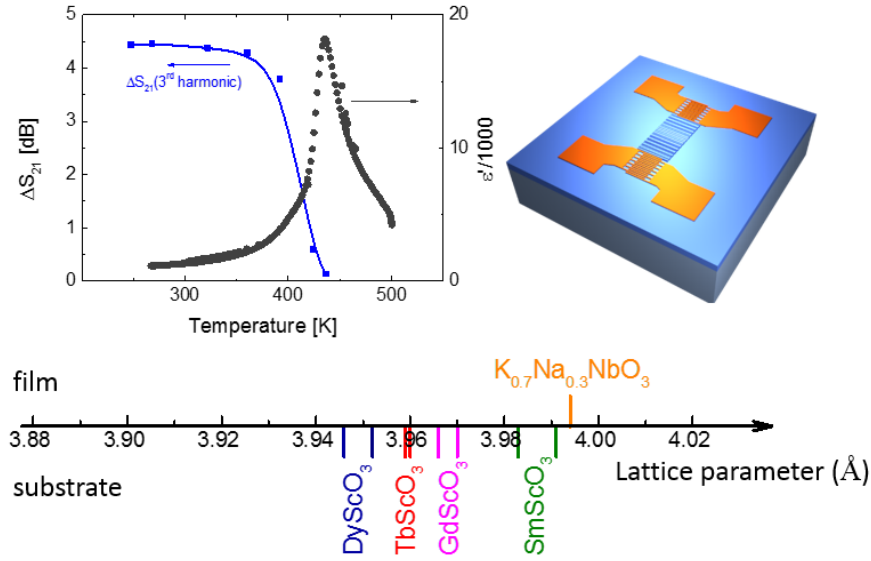 5
4
3
2
1
0
ΔS21 [dB]
ΔS21(3rd harmonic)
20
10
0
ε'/1000
300
400
500
Temperature [K]
K0.7Na0.3NbO3
film
3.88
3.90
3.92
3.94
3.96
3.98
4.00
4.02
Lattice parameter (Å)
substrate
DyScO3
TbScO3
GdScO3
SmScO3